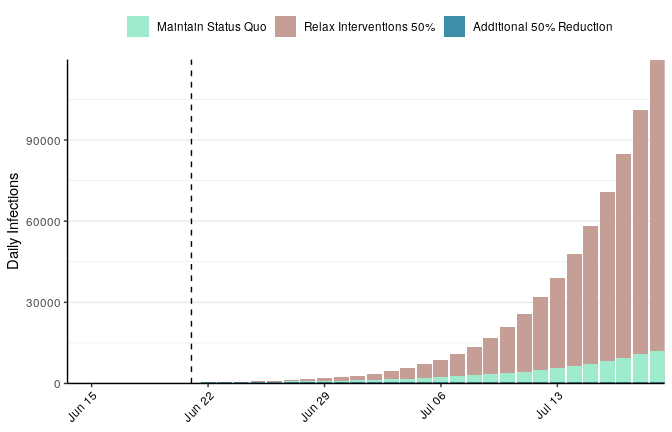 Maintain Status Quo Relax Interventions 50% Additional 50% Reduction
Daily Infections
90000
60000
30000
0
Jun 15 Jun 22 Jun 29 Jul 06 Jul 13